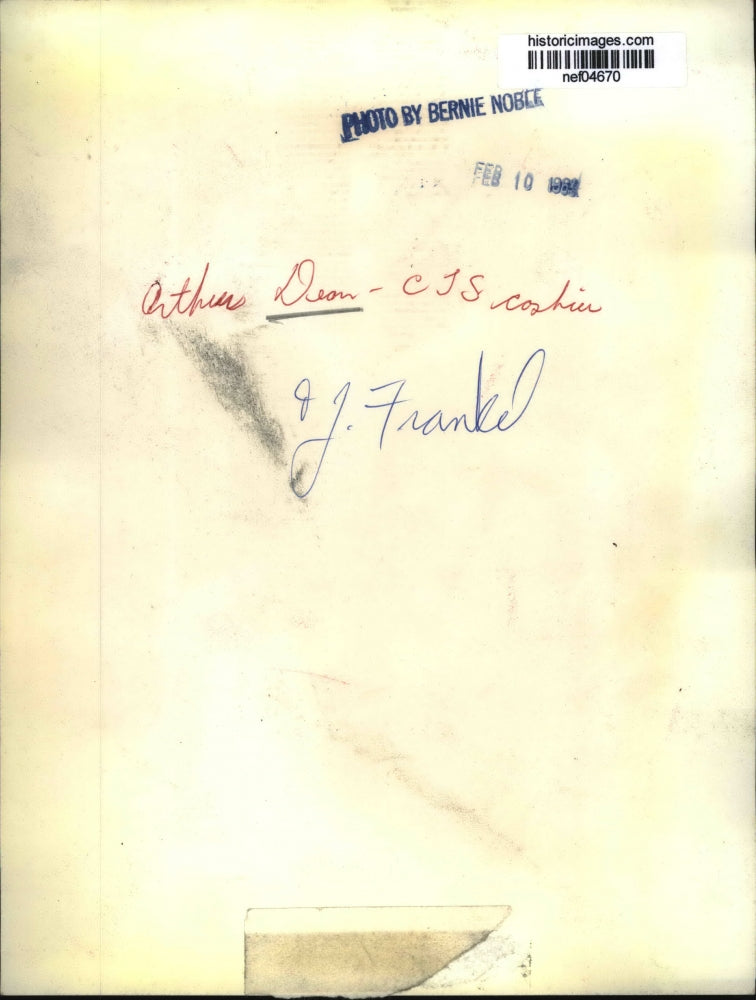 historicimages.com
nef04670
PHOTO BY BERNIE NOBLE
FEB 10
Arthur Dean - CTS cashier
J. Frankel